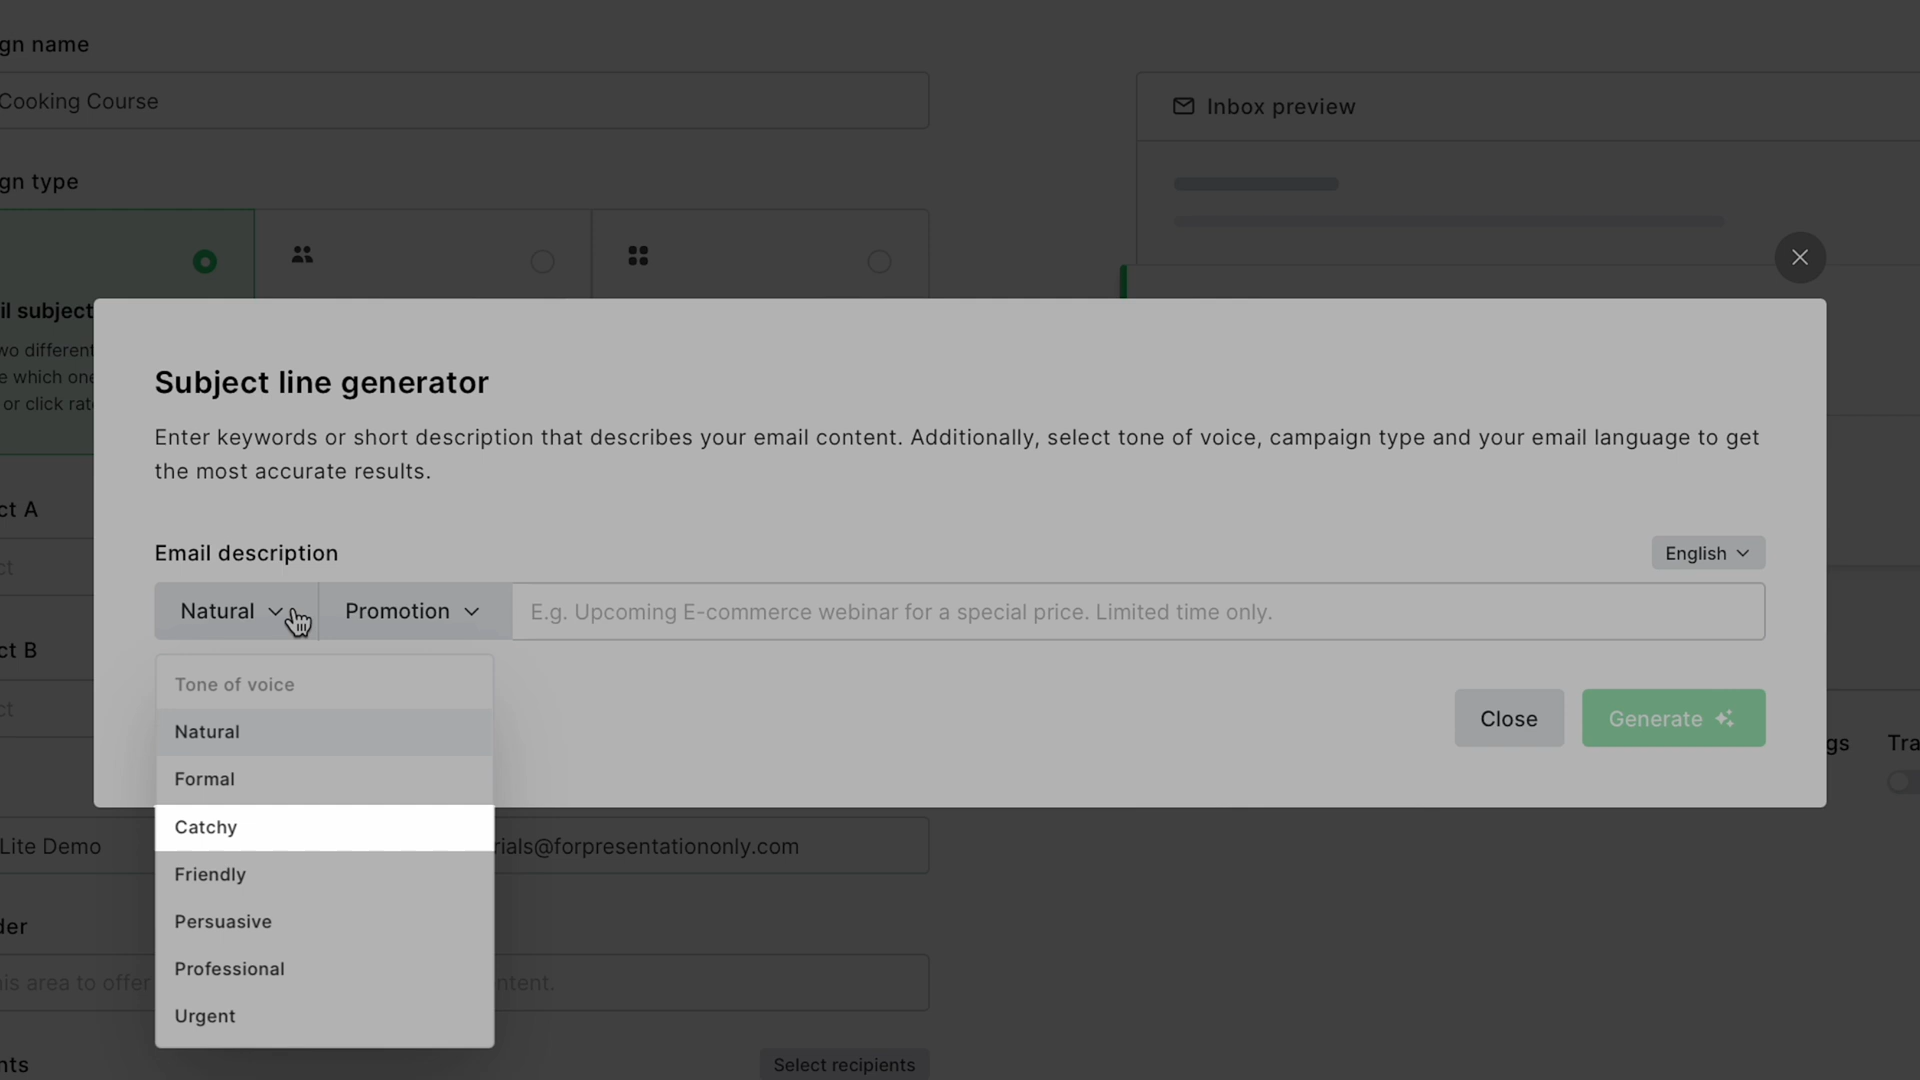 gn name
Cooking Course
Inbox preview
gn type
il subject
wo different
e which one
or click rat
Subject line generator
Enter keywords or short description that describes your email content. Additionally, select tone of voice, campaign type and your email language to get
the most accurate results.
ct A
ct
Email description
English
Natural
Promotion
E.g. Upcoming E-commerce webinar for a special price. Limited time only.
ct B
ct
Tone of voice
Natural
Formal
Catchy
Friendly
Persuasive
Professional
Urgent
Close
Generate
gs
Tra
Lite Demo
rials@forpresentationonly.com
der
his area to offer
ntent.
nts
Select recipients